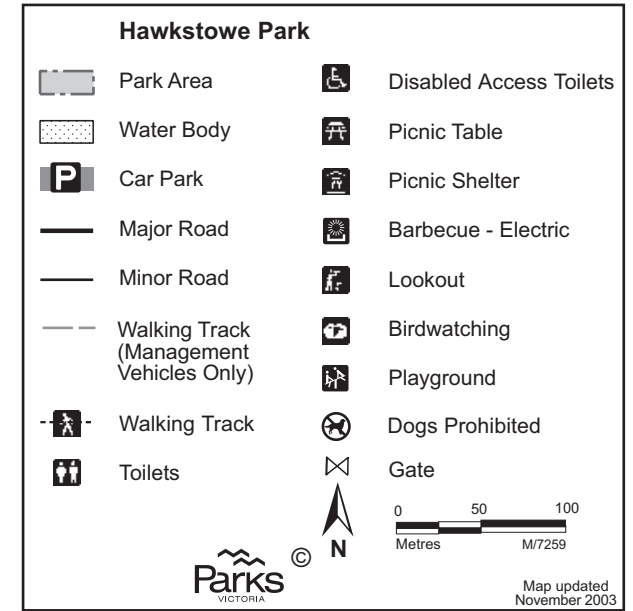 Hawkstowe Park
Park Area
Water Body
P Car Park
Major Road
Minor Road
Walking Track
(Management
Vehicles Only)
Walking Track
Toilets
Disabled Access Toilets
Picnic Table
Picnic Shelter
Barbecue - Electric
Lookout
Birdwatching
Playground
Dogs Prohibited
Gate
N
0 50 100
Metres M/7259
Parks ©
VICTORIA
Map updated
November 2003